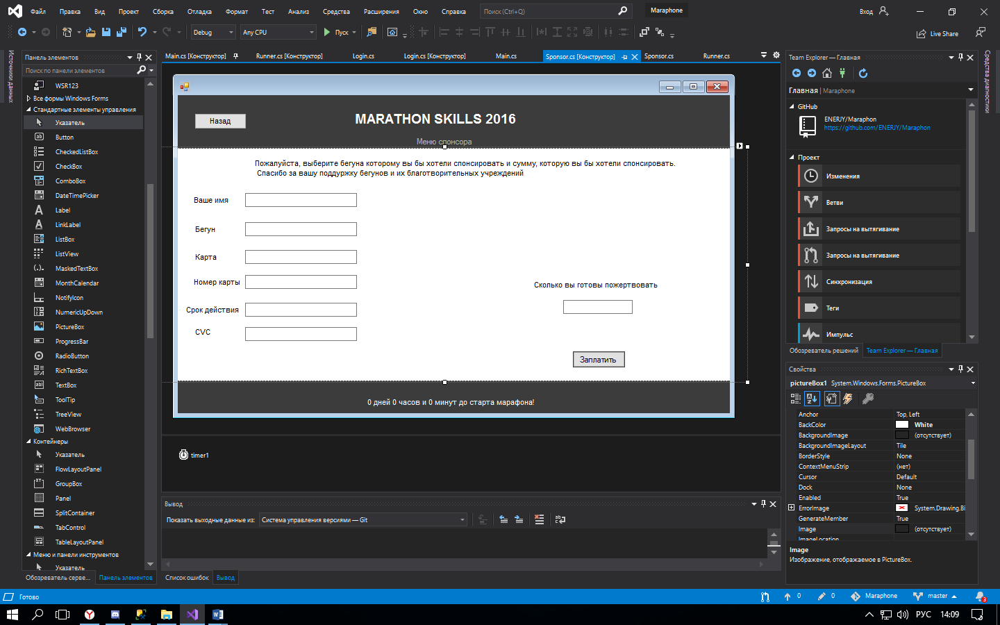 Файл Правка Вид Проект Сборка Отладка Формат Тест Анализ Средства Расширения Окно Справка Поиск (Ctrl+Q) Maraphone Вход
Debug Any CPU Пуск Live Share
Источники данных
Панель элементов
Поиск по панели элементов
WSR123
Все формы Windows Forms
Стандартные элементы управления
Указатель
Button
CheckedListBox
CheckBox
ComboBox
DateTimePicker
Label
LinkLabel
ListBox
ListView
MaskedTextBox
MonthCalendar
NotifyIcon
NumericUpDown
PictureBox
ProgressBar
RadioButton
RichTextBox
TextBox
ToolTip
TreeView
WebBrowser
Контейнеры
Указатель
FlowLayoutPanel
GroupBox
Panel
SplitContainer
TabControl
TableLayoutPanel
Меню и панели инструментов
Указатель
Обозреватель серве... Панель элементов
Main.cs [Конструктор] Runner.cs [Конструктор] Login.cs Login.cs [Конструктор] Main.cs Sponsor.cs [Конструктор] Sponsor.cs Runner.cs
Назад
MARATHON SKILLS 2016
Меню спонсора
Пожалуйста, выберите бегуна которому вы бы хотели спонсировать и сумму, которую вы бы хотели спонсировать.
Спасибо за вашу поддержку бегунов и их благотворительных учреждений
Ваше имя
Бегун
Карта
Номер карты
Срок действия
CVC
Сколько вы готовы пожертвовать
Заплатить
0 дней 0 часов и 0 минут до старта марафона!
timer1
Вывод
Показать выходные данные из: Система управления версиями — Git
Список ошибок Вывод
Team Explorer — Главная
Главная | Maraphone
GitHub
ENERJY/Maraphon
https://github.com/ENERJY/Maraphon
Проект
Изменения
Ветви
Запросы на вытягивание
Запросы на вытягивание
Синхронизация
Теги
Импульс
Обозреватель решений Team Explorer — Главная
Средства диагностики
Свойства
pictureBox1 System.Windows.Forms.PictureBox
Anchor Top, Left
BackColor White
BackgroundImage (отсутствует)
BackgroundImageLayout Tile
BorderStyle None
ContextMenuStrip (нет)
Cursor Default
Dock None
Enabled True
ErrorImage System.Drawing.Bi
GenerateMember True
Image (отсутствует)
ImageLocation
Image
Изображение, отображаемое в PictureBox.
Готово 0 0 Maraphone master 3
РУС 14:09